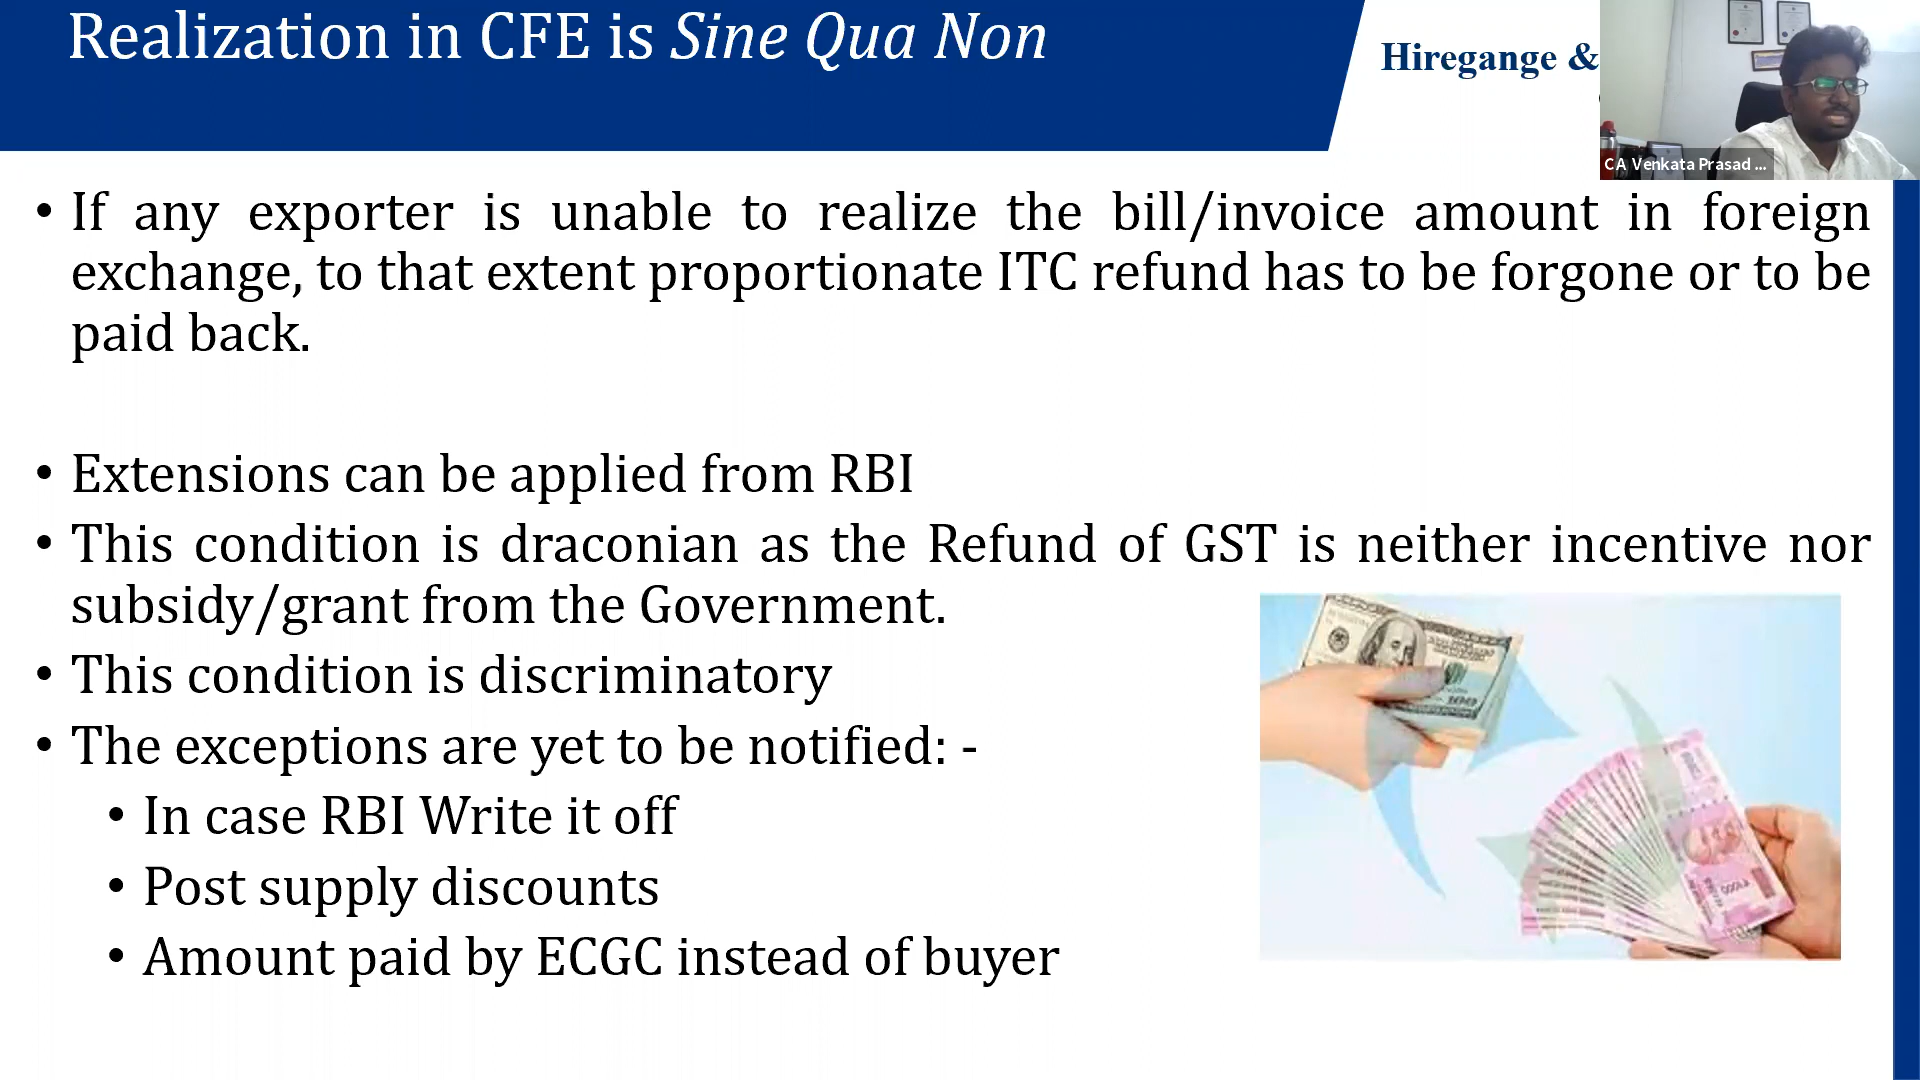 Realization in CFE is Sine Qua Non
Hiregange &
CA Venkata Prasad ...
• If any exporter is unable to realize the bill/invoice amount in foreign
exchange, to that extent proportionate ITC refund has to be forgone or to be
paid back.
• Extensions can be applied from RBI
• This condition is draconian as the Refund of GST is neither incentive nor
subsidy/grant from the Government.
• This condition is discriminatory
• The exceptions are yet to be notified: -
• In case RBI Write it off
• Post supply discounts
• Amount paid by ECGC instead of buyer
100